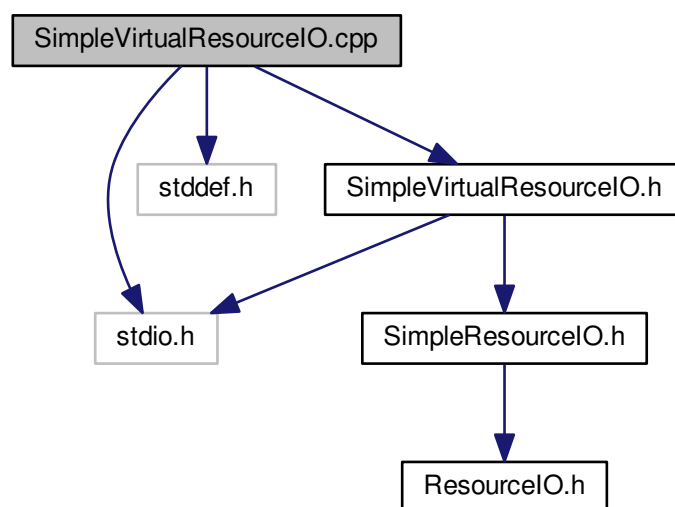 SimpleVirtualResourceIO.cpp
stddef.h
SimpleVirtualResourceIO.h
stdio.h
SimpleResourceIO.h
ResourceIO.h